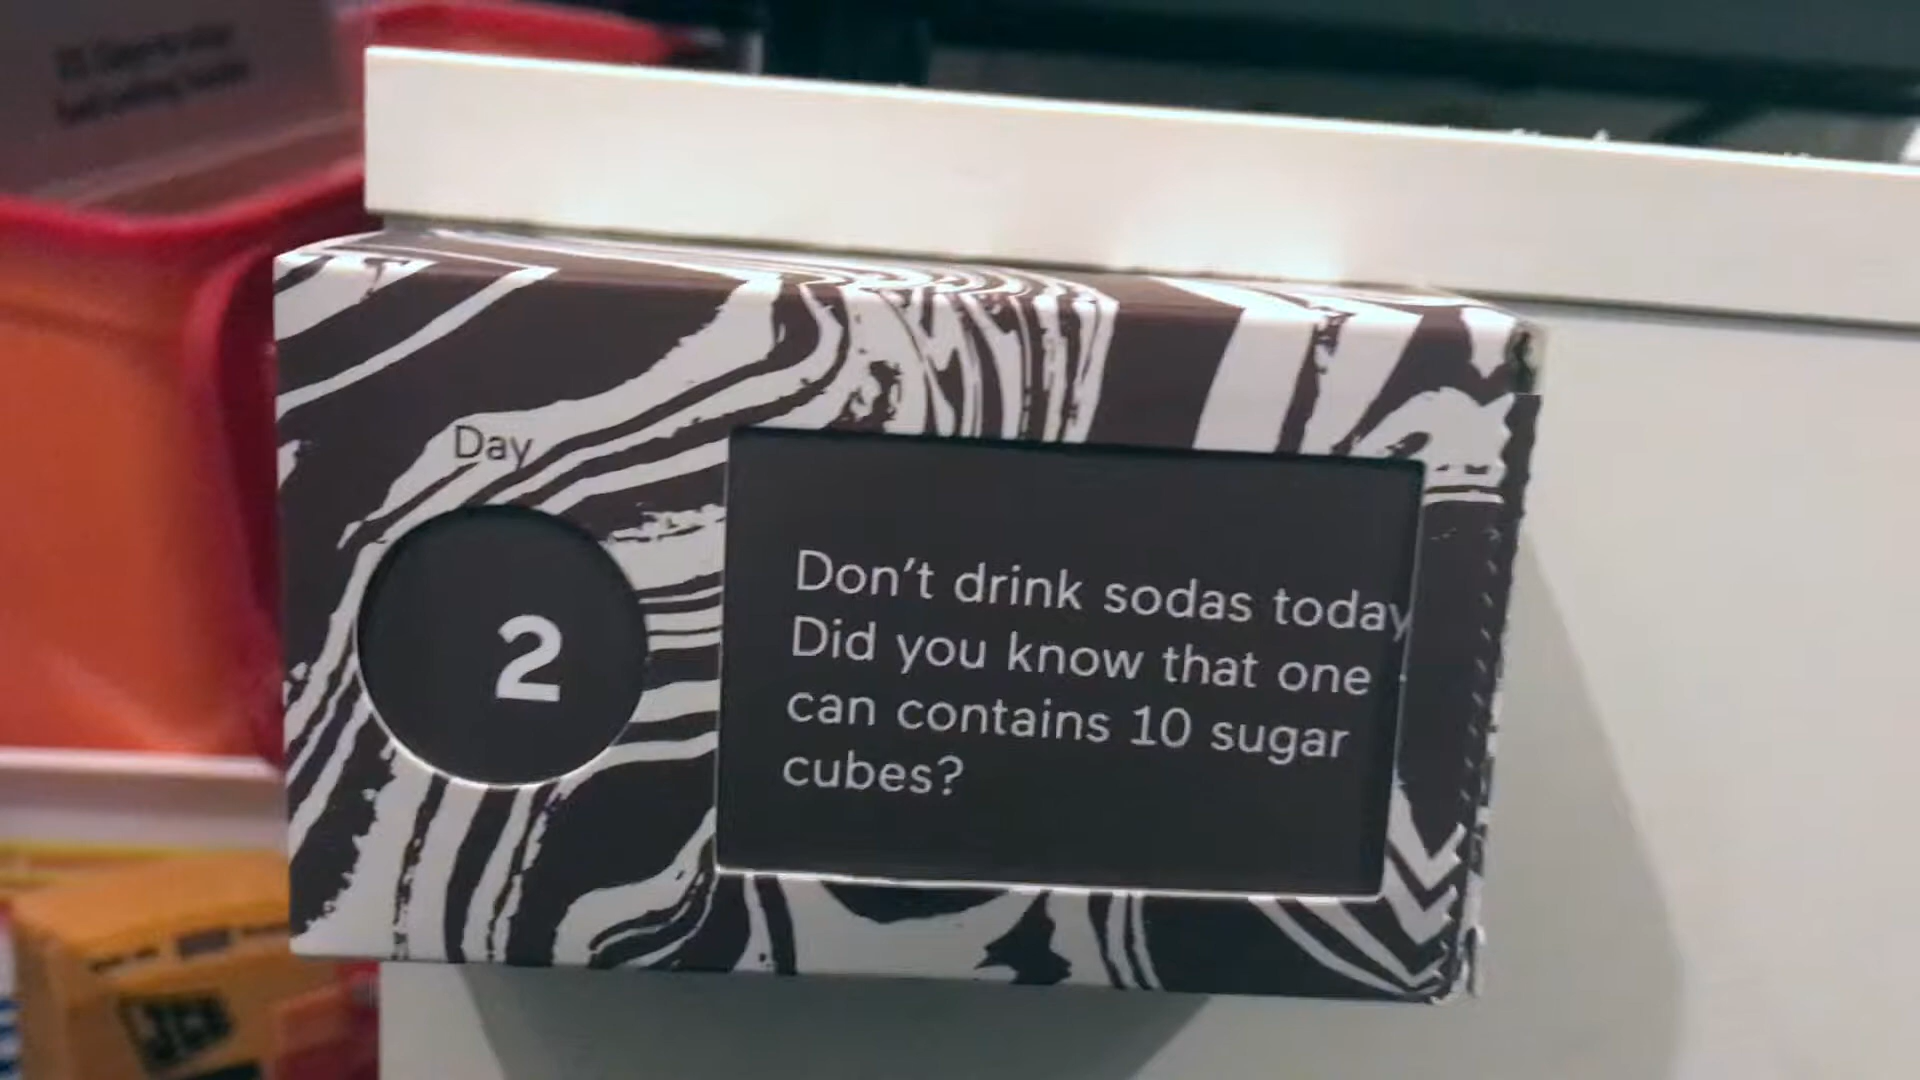 Day
2
Don't drink sodas today
Did you know that one
can contains 10 sugar
cubes?